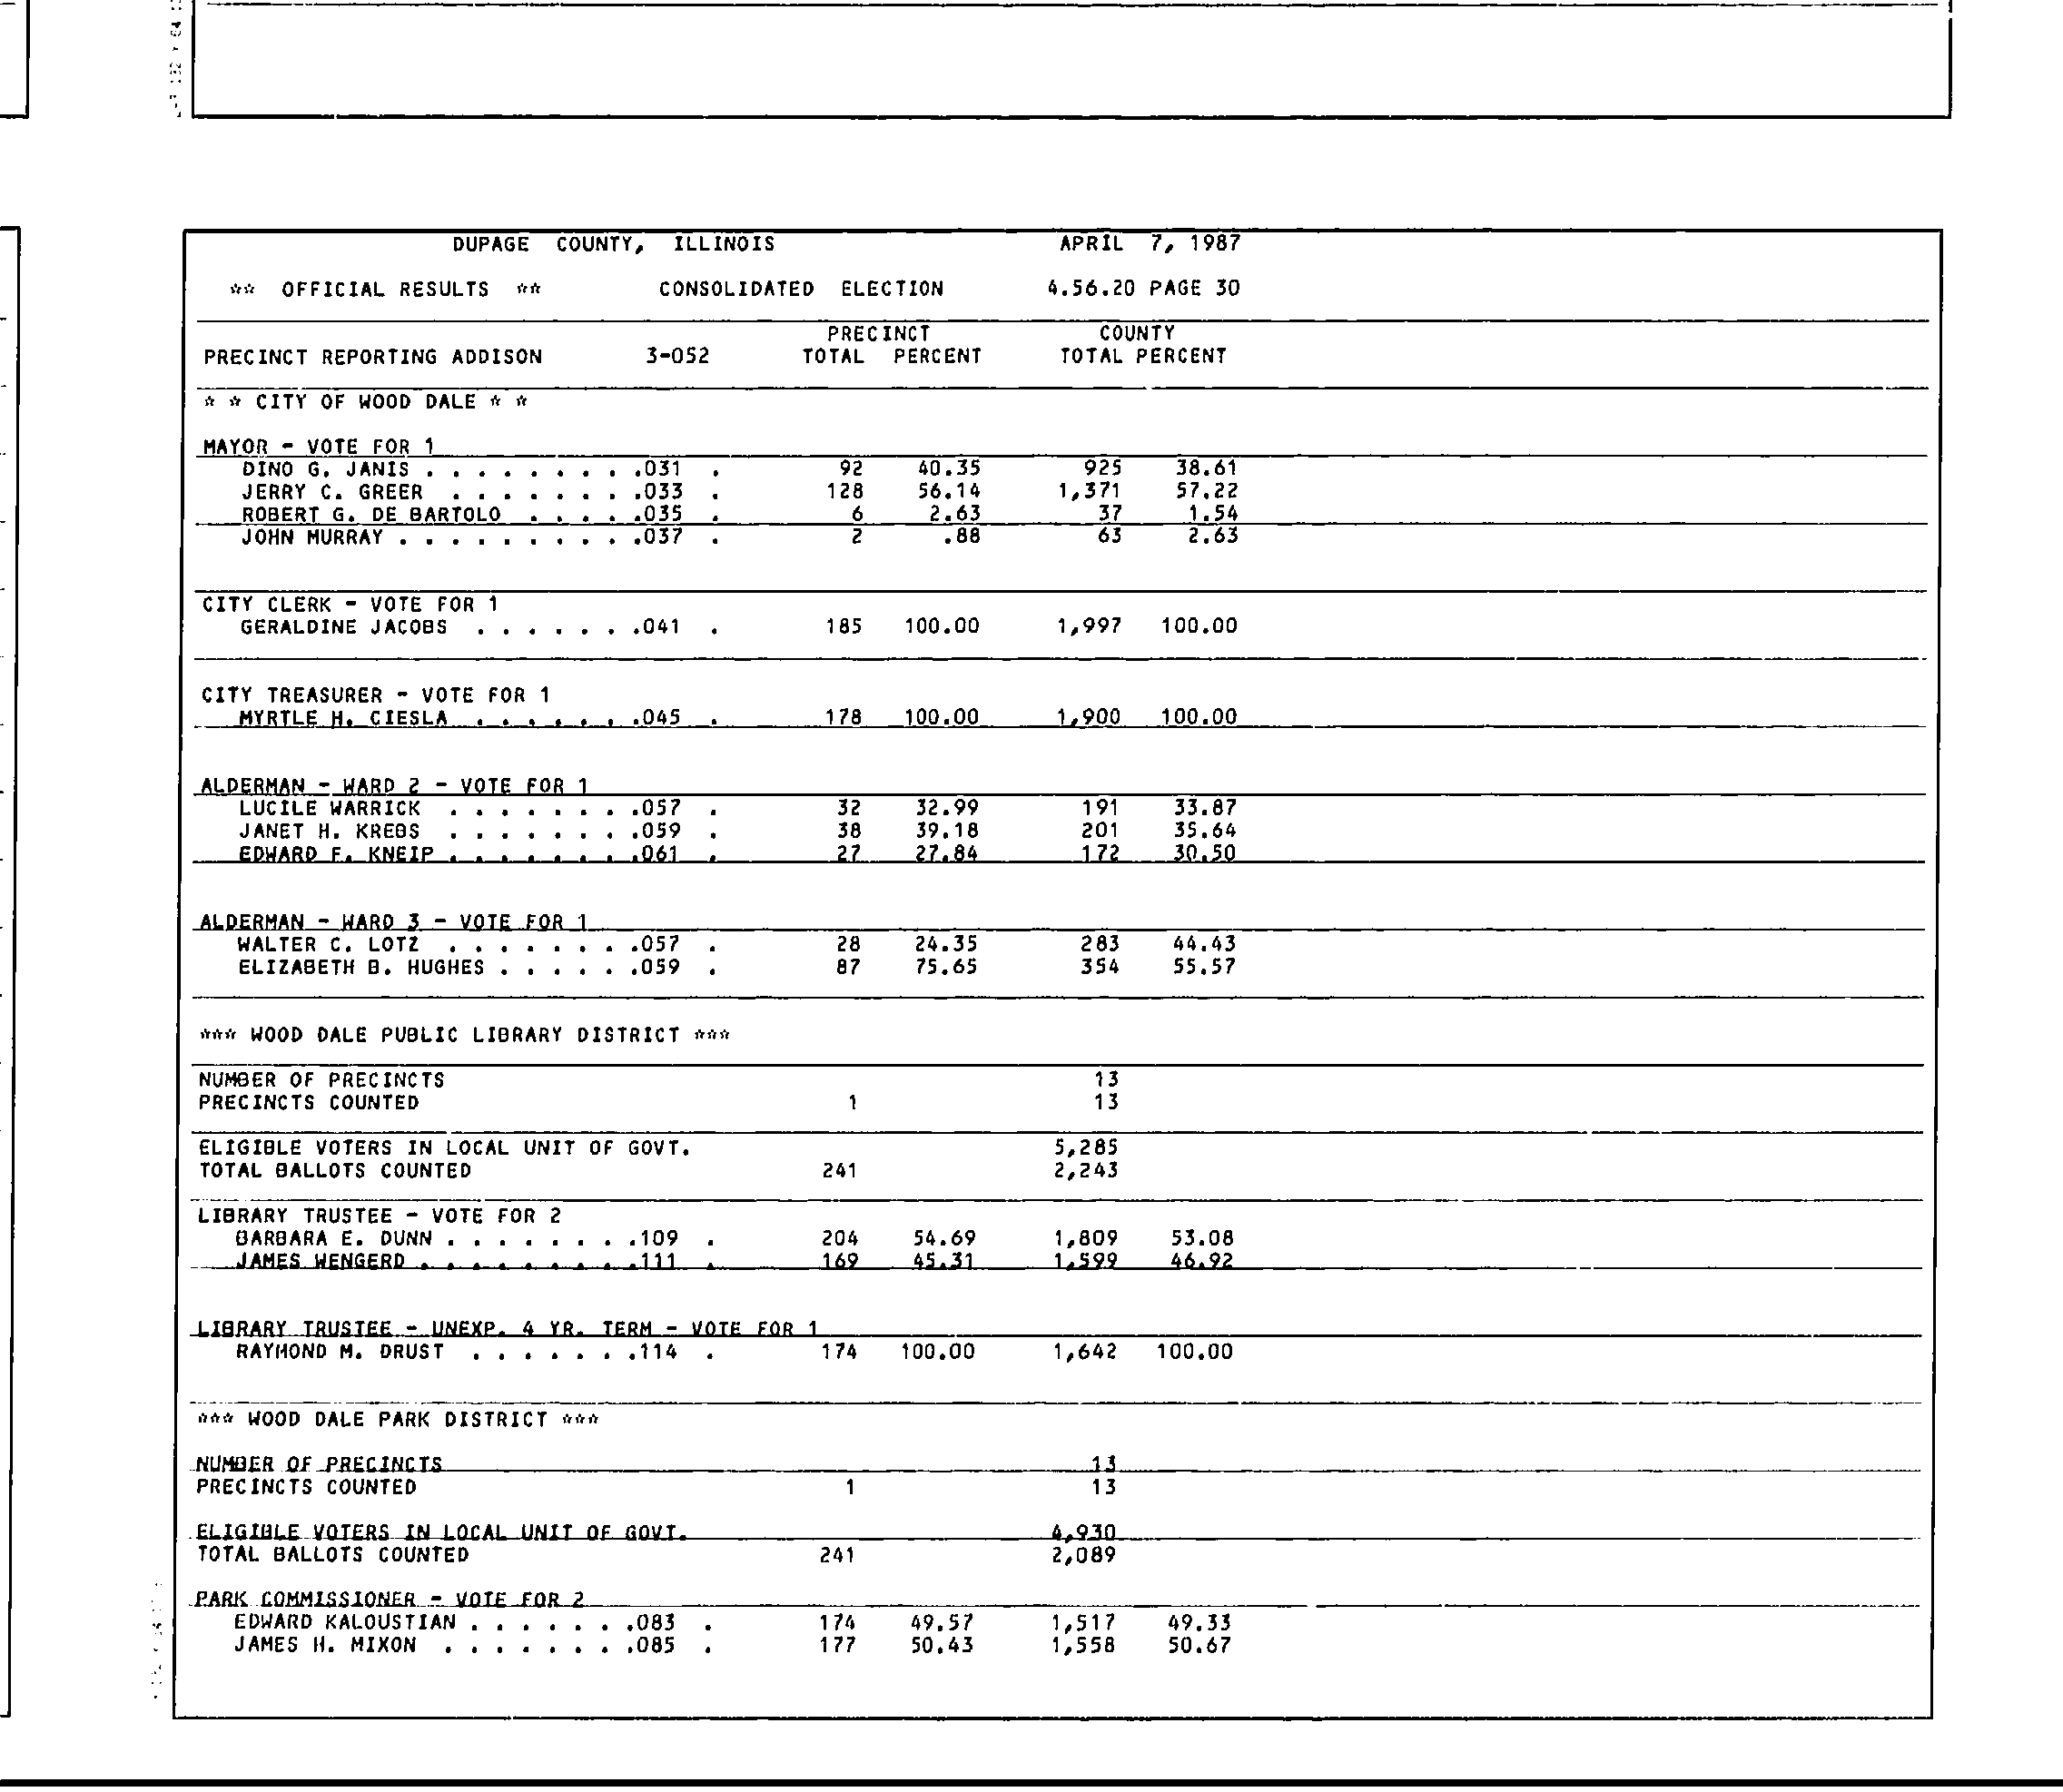 DUPAGE COUNTY, ILLINOIS APRIL 7, 1987
** OFFICIAL RESULTS ** CONSOLIDATED ELECTION 4.56.20 PAGE 30
PRECINCT COUNTY
PRECINCT REPORTING ADDISON 3-052 TOTAL PERCENT TOTAL PERCENT
* * CITY OF WOOD DALE * *
MAYOR - VOTE FOR 1
DINO G. JANIS . . . . . . . . .031 . 92 40.35 925 38.61
JERRY C. GREER . . . . . . . .033 . 128 56.14 1,371 57.22
ROBERT G. DE BARTOLO . . . . .035 . 6 2.63 37 1.54
JOHN MURRAY . . . . . . . . . .037 . 2 .88 63 2.63
CITY CLERK - VOTE FOR 1
GERALDINE JACOBS . . . . . . .041 . 185 100.00 1,997 100.00
CITY TREASURER - VOTE FOR 1
MYRTLE H. CIESLA . . . . . . .045 . 178 100.00 1,900 100.00
ALDERMAN - WARD 2 - VOTE FOR 1
LUCILE WARRICK . . . . . . . .057 . 32 32.99 191 33.87
JANET H. KREBS . . . . . . . .059 . 38 39.18 201 35.64
EDWARD F. KNEIP . . . . . . . .061 . 27 27.84 172 30.50
ALDERMAN - WARD 3 - VOTE FOR 1
WALTER C. LOTZ . . . . . . . .057 . 28 24.35 283 44.43
ELIZABETH B. HUGHES . . . . . .059 . 87 75.65 354 55.57
*** WOOD DALE PUBLIC LIBRARY DISTRICT ***
NUMBER OF PRECINCTS 13
PRECINCTS COUNTED 1 13
ELIGIBLE VOTERS IN LOCAL UNIT OF GOVT. 5,285
TOTAL BALLOTS COUNTED 241 2,243
LIBRARY TRUSTEE - VOTE FOR 2
BARBARA E. DUNN . . . . . . . .109 . 204 54.69 1,809 53.08
JAMES WENGERD . . . . . . . . .111 . 169 45.31 1,599 46.92
LIBRARY TRUSTEE - UNEXP. 4 YR. TERM - VOTE FOR 1
RAYMOND M. DRUST . . . . . . .114 . 174 100.00 1,642 100.00
*** WOOD DALE PARK DISTRICT ***
NUMBER OF PRECINCTS 13
PRECINCTS COUNTED 1 13
ELIGIBLE VOTERS IN LOCAL UNIT OF GOVT. 4,930
TOTAL BALLOTS COUNTED 241 2,089
PARK COMMISSIONER - VOTE FOR 2
EDWARD KALOUSTIAN . . . . . . .083 . 174 49.57 1,517 49.33
JAMES H. MIXON . . . . . . . .085 . 177 50.43 1,558 50.67